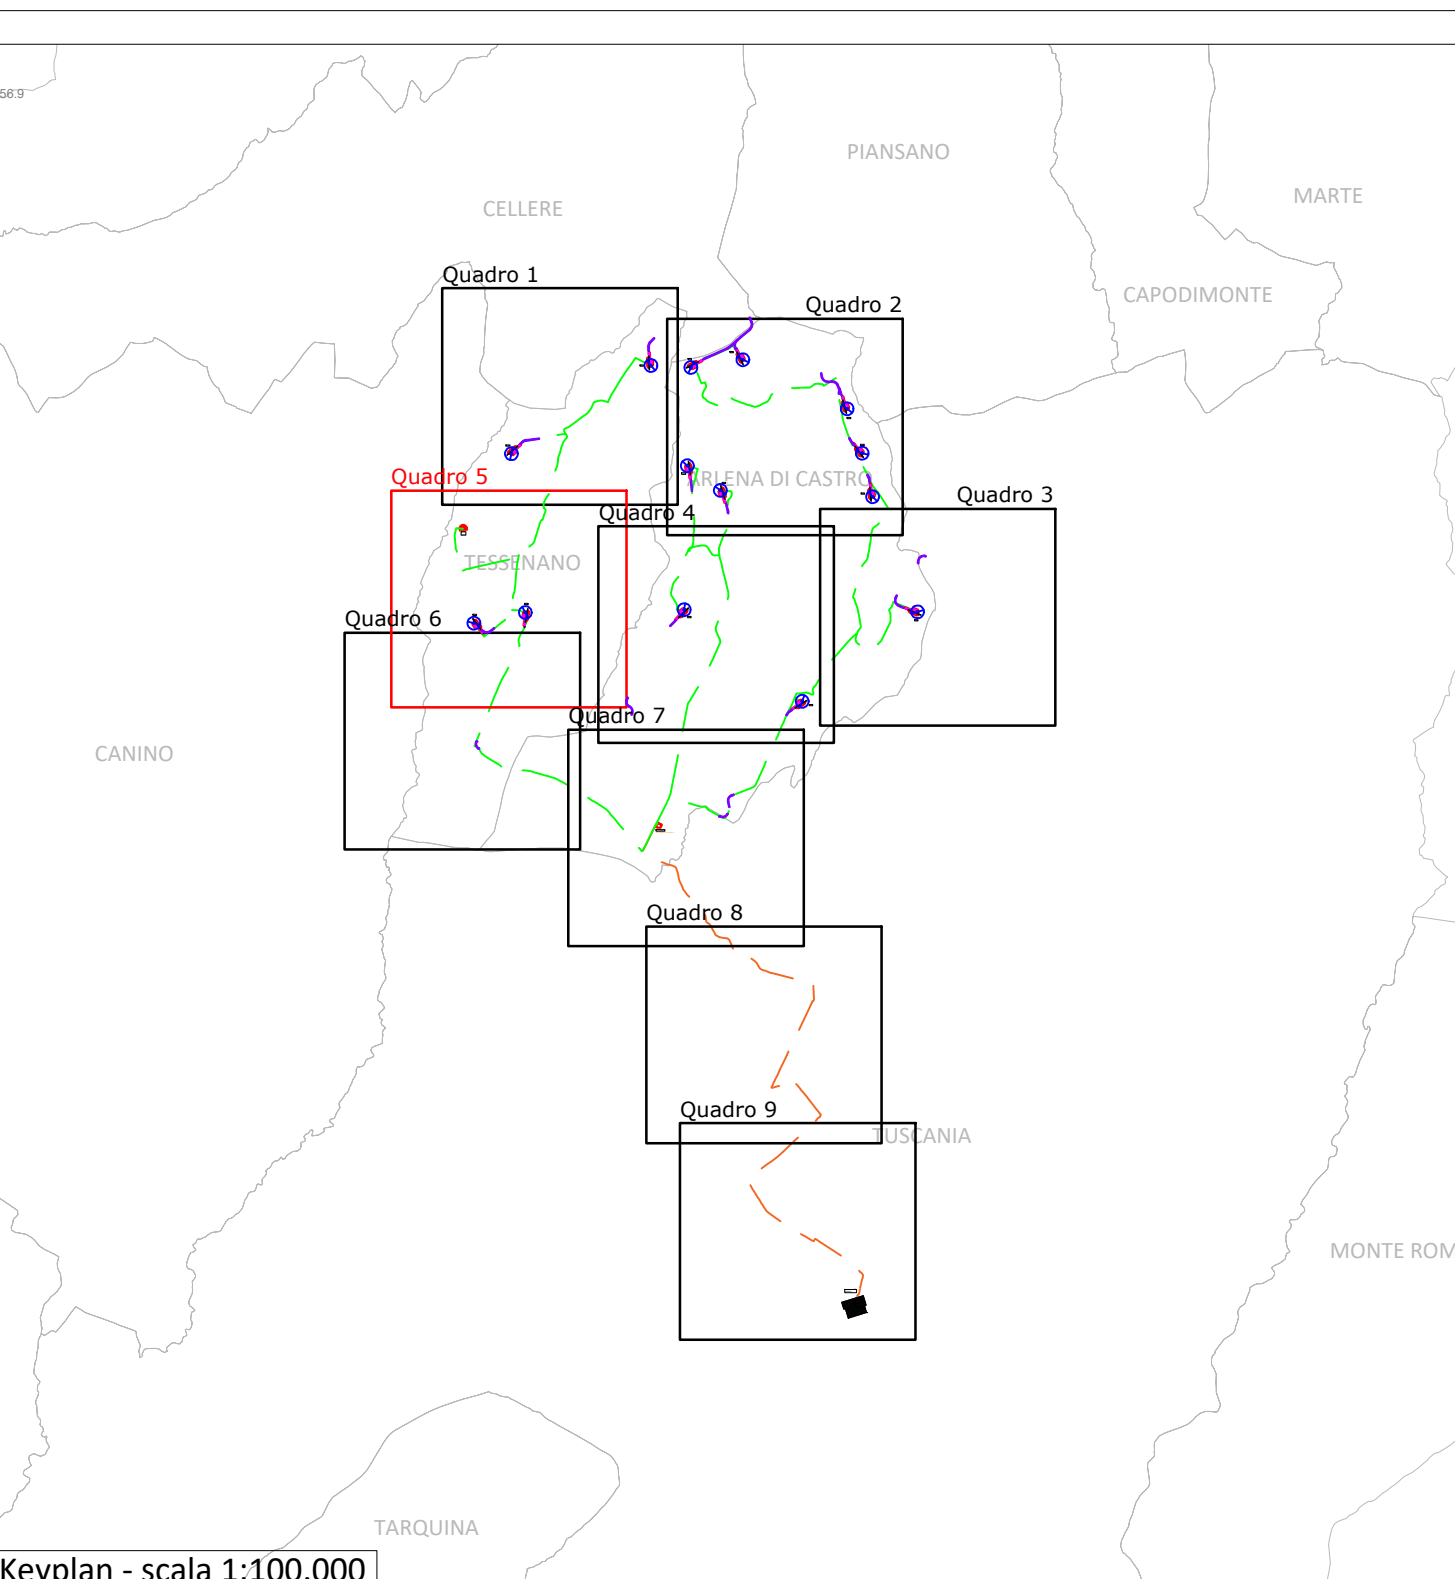 56.9
PIANSANO
MARTE
CELLERE
Quadro 1
CAPODIMONTE
Quadro 2
Quadro 5
ARLENA DI CASTRO
Quadro 3
Quadro 4
TESSENANO
Quadro 6
Quadro 7
CANINO
Quadro 8
Quadro 9
TUSCANIA
MONTE ROM
TARQUINA
Keyplan - scala 1:100.000